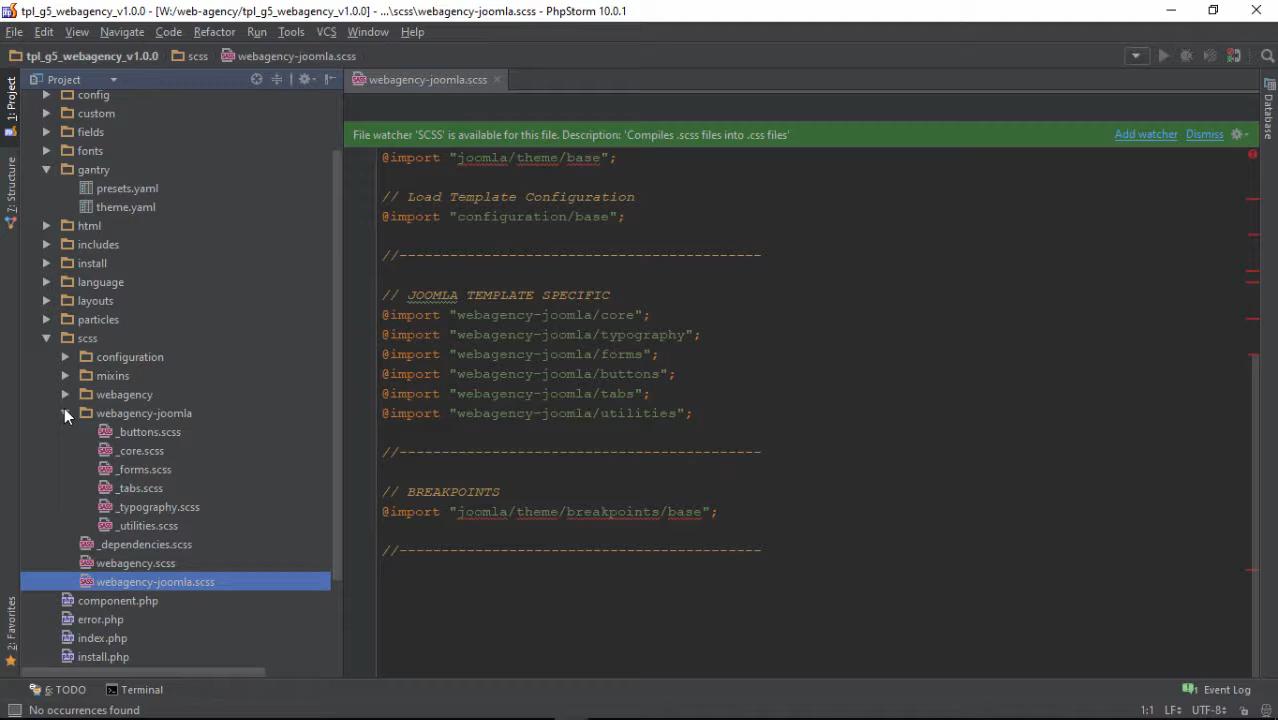 tpl_g5_webagency_v1.0.0 - [W:/web-agency/tpl_g5_webagency_v1.0.0] - ...\scss\webagency-joomla.scss - PhpStorm 10.0.1
File Edit View Navigate Code Refactor Run Tools VCS Window Help
tpl_g5_webagency_v1.0.0 scss webagency-joomla.scss
1: Project
7: Structure
2: Favorites
Project
config
custom
fields
fonts
gantry
presets.yaml
theme.yaml
html
includes
install
language
layouts
particles
scss
configuration
mixins
webagency
webagency-joomla
_buttons.scss
_core.scss
_forms.scss
_tabs.scss
_typography.scss
_utilities.scss
_dependencies.scss
webagency.scss
webagency-joomla.scss
component.php
error.php
index.php
install.php
webagency-joomla.scss
File watcher 'SCSS' is available for this file. Description: 'Compiles .scss files into .css files' Add watcher Dismiss
@import "joomla/theme/base";
// Load Template Configuration
@import "configuration/base";
//---------------------------------------------
// JOOMLA TEMPLATE SPECIFIC
@import "webagency-joomla/core";
@import "webagency-joomla/typography";
@import "webagency-joomla/forms";
@import "webagency-joomla/buttons";
@import "webagency-joomla/tabs";
@import "webagency-joomla/utilities";
//---------------------------------------------
// BREAKPOINTS
@import "joomla/theme/breakpoints/base";
//---------------------------------------------
Database
6: TODO Terminal Event Log
No occurrences found 1:1 LF UTF-8